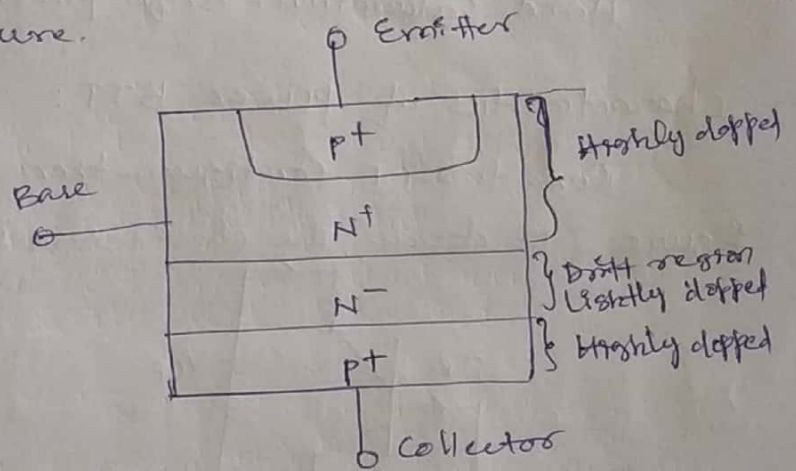 ure.
Emitter
P+
Highly dopped
Base
N+
Drift region
Lightly dopped
N-
Highly dopped
P+
Collector